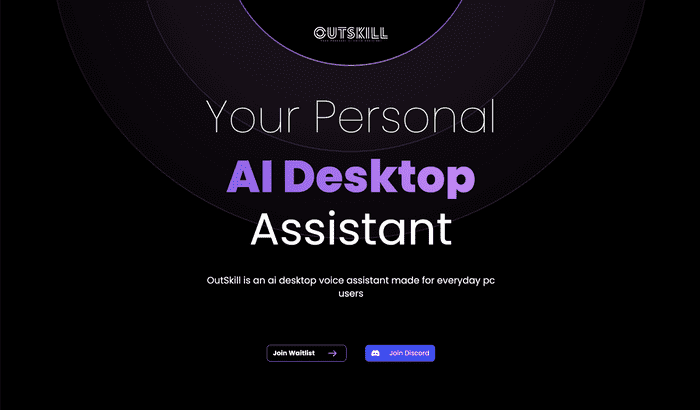 OUTSKILL
Your Personal
AI Desktop
Assistant
OutSkill is an ai desktop voice assistant made for everyday pc
users
Join Waitlist
Join Discord